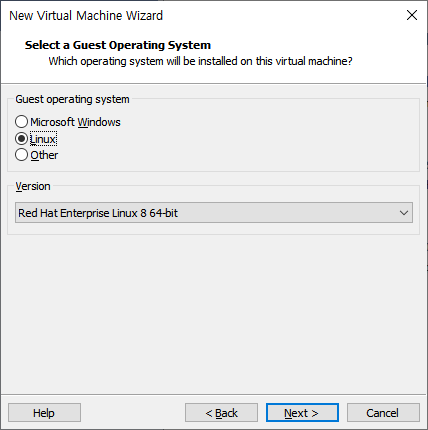 New Virtual Machine Wizard
Select a Guest Operating System
Which operating system will be installed on this virtual machine?
Guest operating system
Microsoft Windows
Linux
Other
Version
Red Hat Enterprise Linux 8 64-bit
Help
< Back
Next >
Cancel